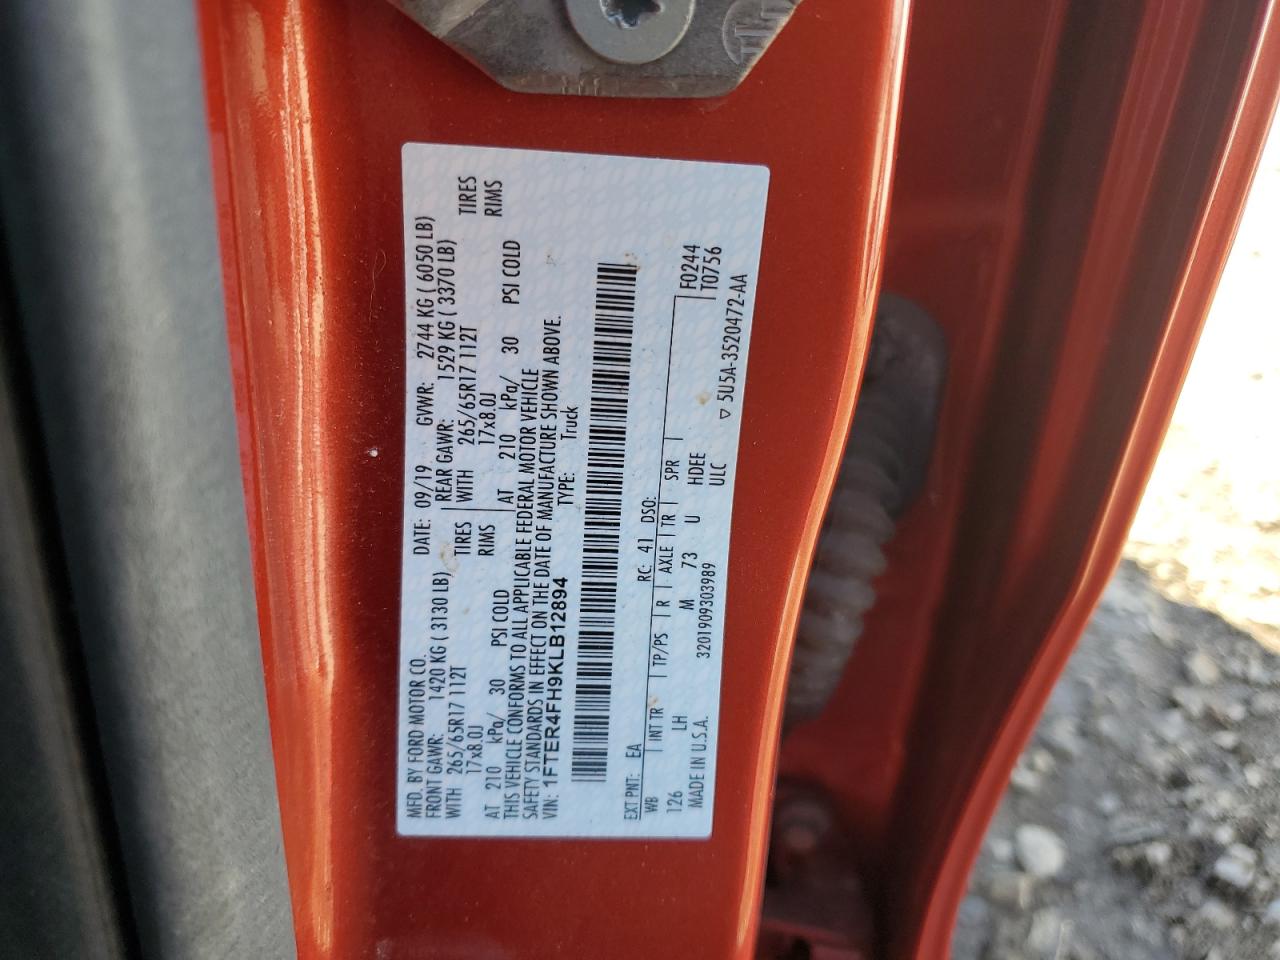 MFD. BY FORD MOTOR CO. DATE: 09/19 GVWR: 2744 KG ( 6050 LB)
FRONT GAWR: 1420 KG ( 3130 LB) REAR GAWR: 1529 KG ( 3370 LB)
WITH 265/65R17 112T TIRES WITH 265/65R17 112T TIRES
17x8.0J RIMS 17x8.0J RIMS
AT 210 kPa/ 30 PSI COLD AT 210 kPa/ 30 PSI COLD
THIS VEHICLE CONFORMS TO ALL APPLICABLE FEDERAL MOTOR VEHICLE
SAFETY STANDARDS IN EFFECT ON THE DATE OF MANUFACTURE SHOWN ABOVE.
VIN: 1FTER4FH9KLB12894 TYPE: Truck
EXT PNT: EA RC: 41 DSO:
WB INT TR TP/PS R AXLE TR SPR F0244
126 LH M 73 U HDEE T0756
MADE IN U.S.A. 3201909303989 ULC ▽ 5U5A-3520472-AA